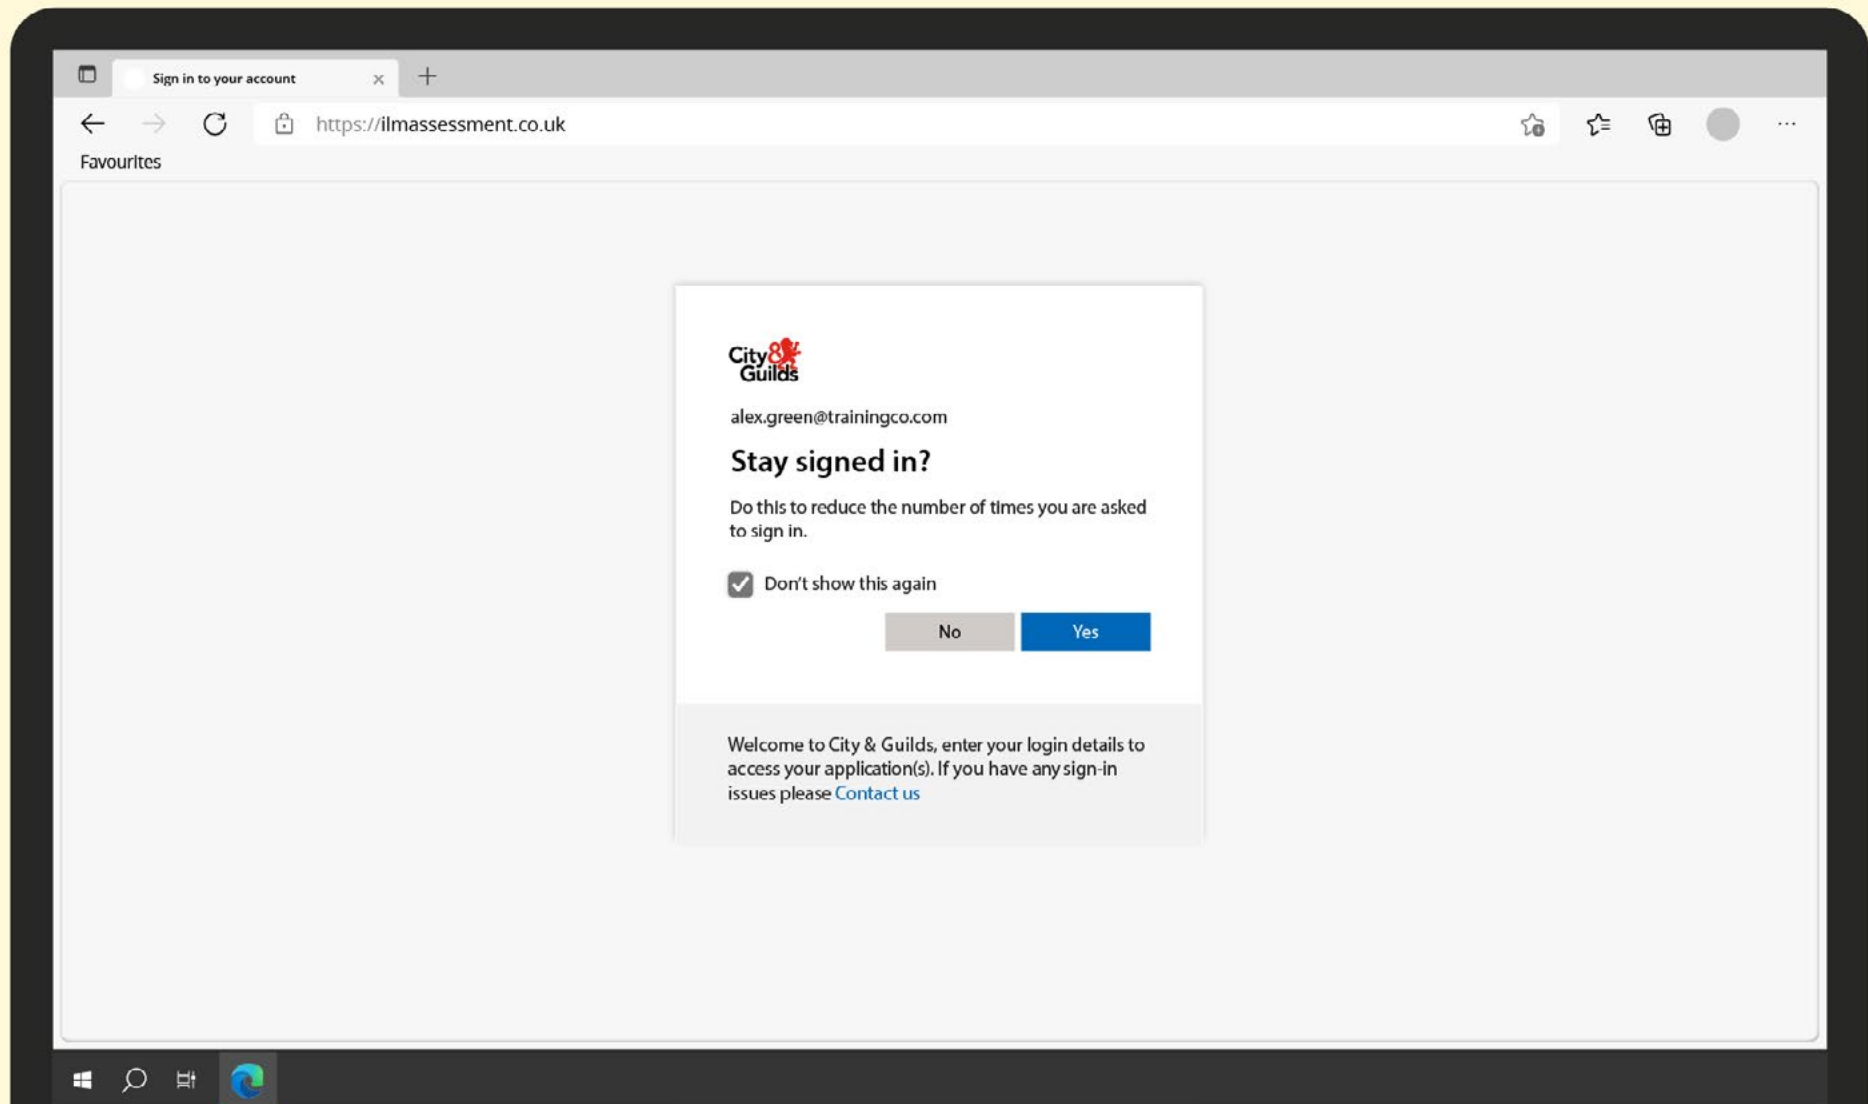 Sign in to your account
https://ilmassessment.co.uk
Favourites
City &
Guilds
alex.green@trainingco.com
Stay signed in?
Do this to reduce the number of times you are asked
to sign in.
Don't show this again
No
Yes
Welcome to City & Guilds, enter your login details to
access your application(s). If you have any sign-in
issues please Contact us